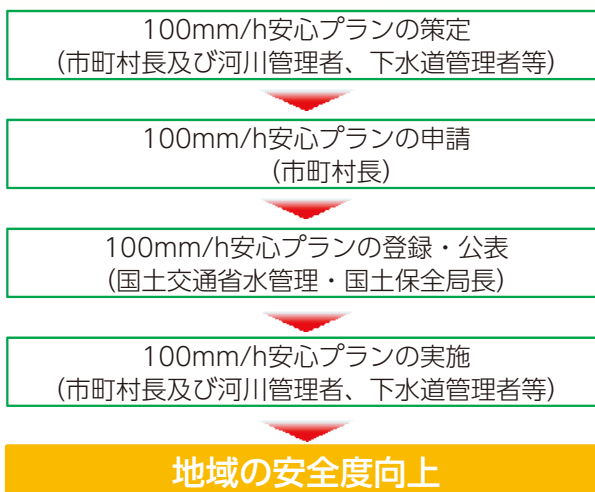 100mm/h安心プランの策定
(市町村長及び河川管理者、下水道管理者等)
100mm/h安心プランの申請
(市町村長)
100mm/h安心プランの登録・公表
(国土交通省水管理・国土保全局長)
100mm/h安心プランの実施
(市町村長及び河川管理者、下水道管理者等)
地域の安全度向上